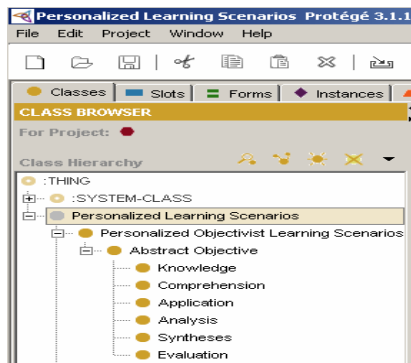 Personalized Learning Scenarios Protégé 3.1.1
File Edit Project Window Help
Classes Slots Forms Instances
CLASS BROWSER
For Project:
Class Hierarchy
:THING
:SYSTEM-CLASS
Personalized Learning Scenarios
Personalized Objectivist Learning Scenarios
Abstract Objective
Knowledge
Comprehension
Application
Analysis
Syntheses
Evaluation